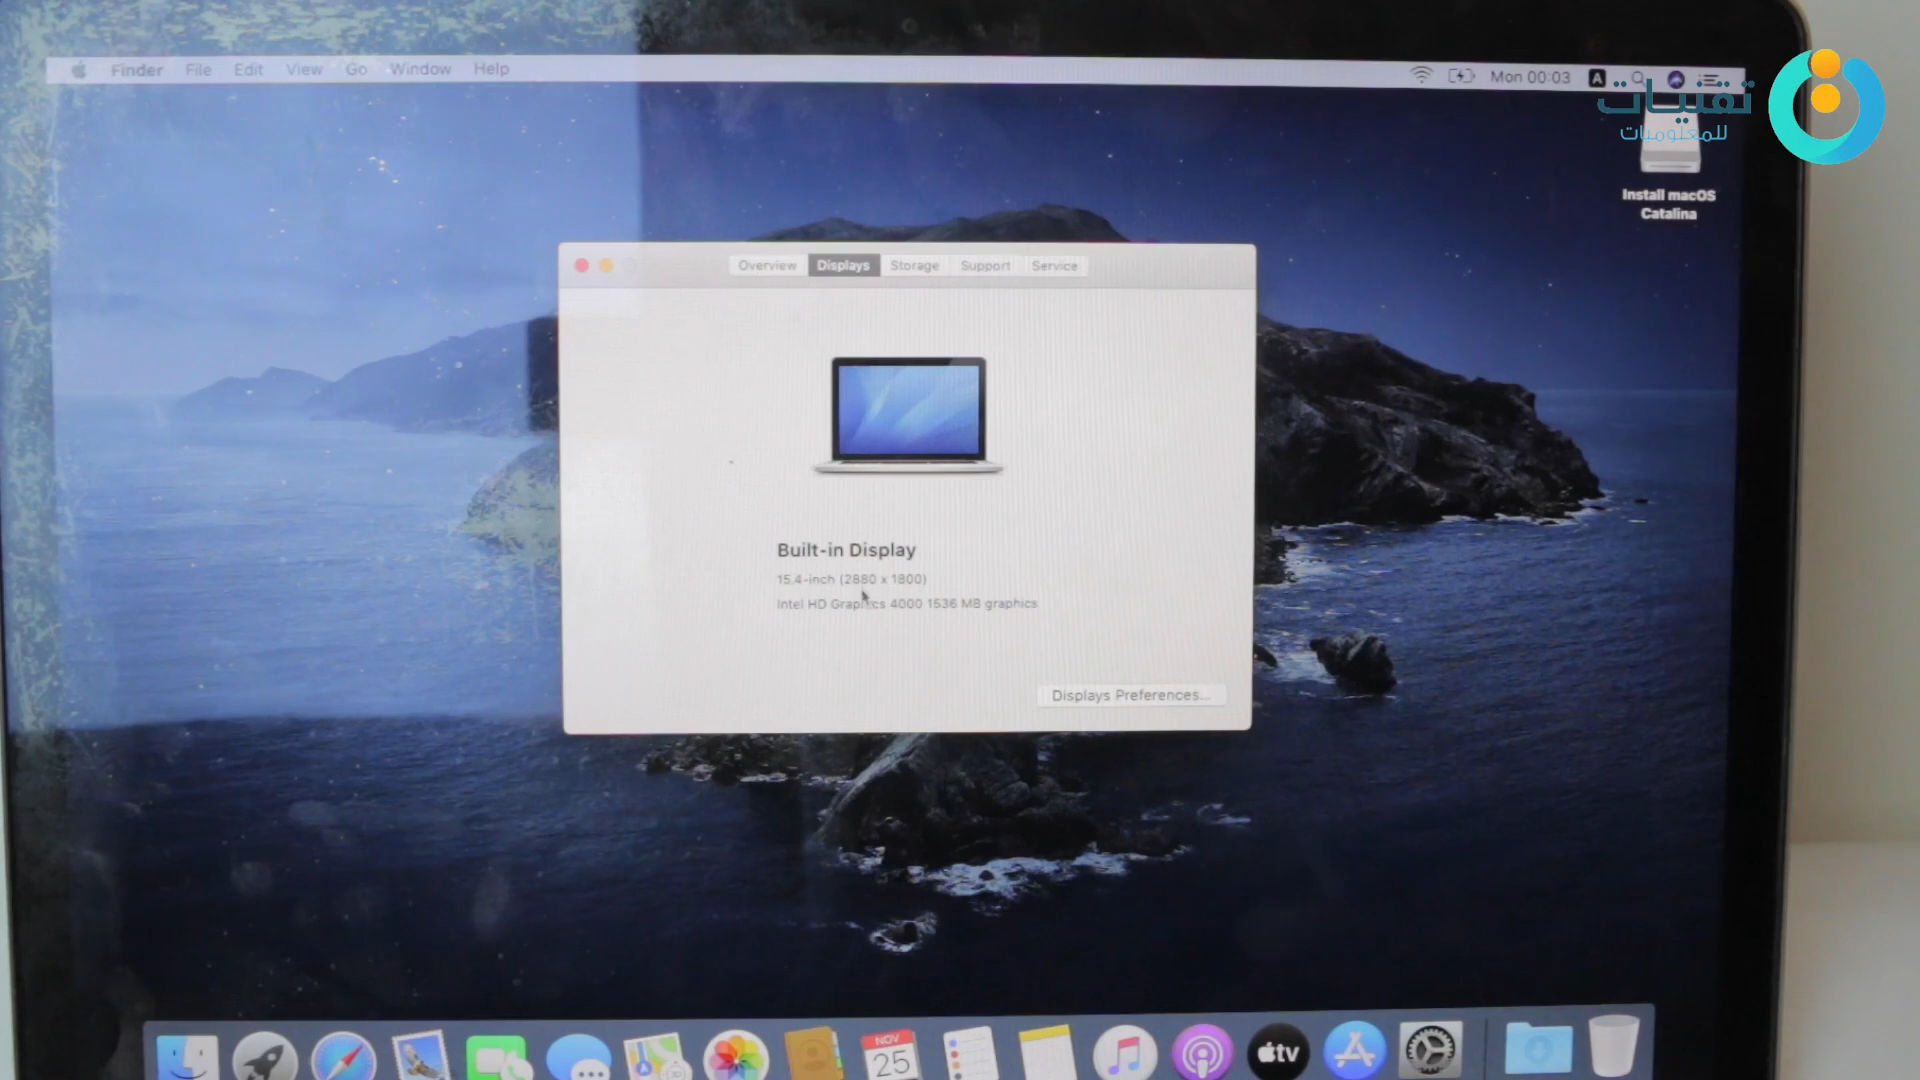 Finder File Edit View Go Window Help
Mon 00:03 A
تقنيات
للمعلوميات
Install macOS
Catalina
Overview Displays Storage Support Service
Built-in Display
15.4-inch (2880 x 1800)
Intel HD Graphics 4000 1536 MB graphics
Displays Preferences...
NOV
25
tv